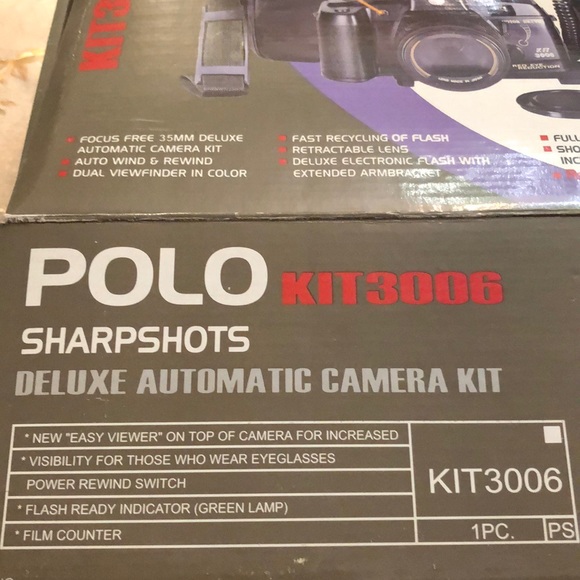 RED EYE
REDUCTION
• FOCUS FREE 35MM DELUXE
AUTOMATIC CAMERA KIT
• AUTO WIND & REWIND
• DUAL VIEWFINDER IN COLOR
• FAST RECYCLING OF FLASH
• RETRACTABLE LENS
• DELUXE ELECTRONIC FLASH WITH
EXTENDED ARMBRACKET
POLO KIT3006
SHARPSHOTS
DELUXE AUTOMATIC CAMERA KIT
* NEW "EASY VIEWER" ON TOP OF CAMERA FOR INCREASED
* VISIBILITY FOR THOSE WHO WEAR EYEGLASSES
POWER REWIND SWITCH
* FLASH READY INDICATOR (GREEN LAMP)
* FILM COUNTER
KIT3006
1PC. PS